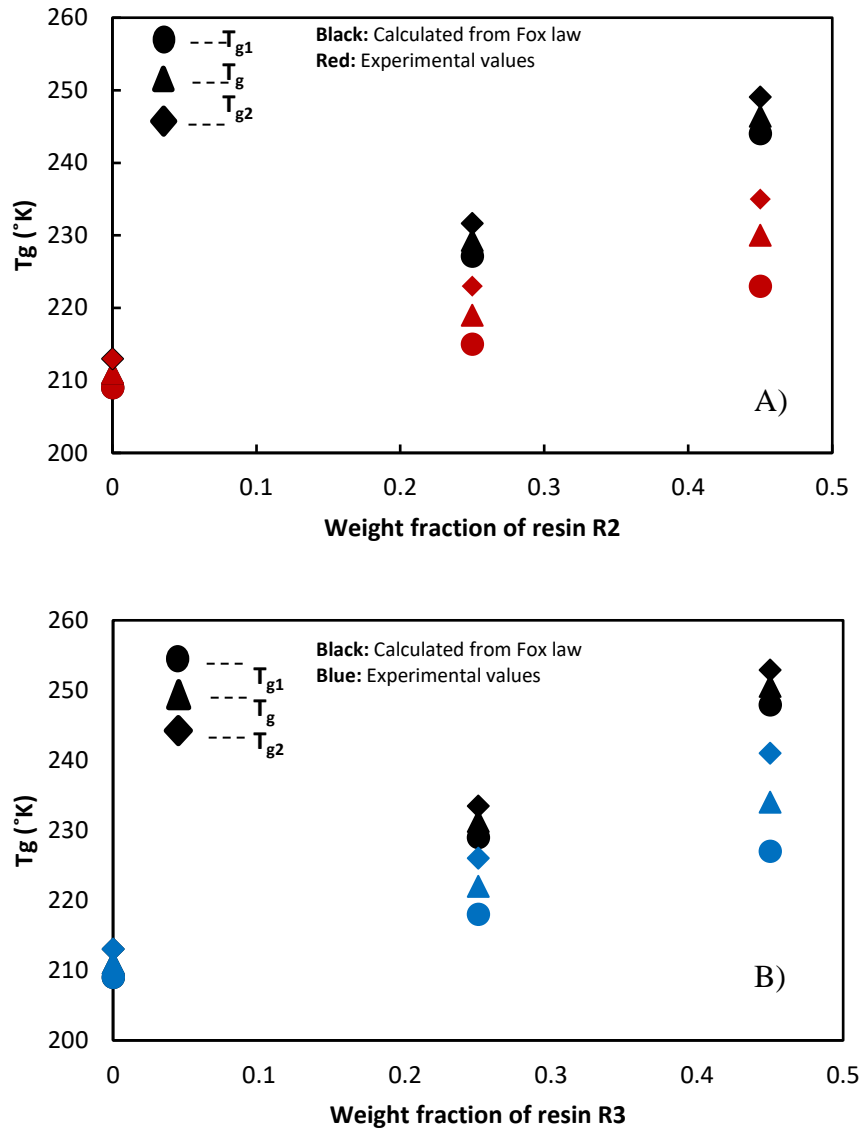 260
250
240
230
220
210
200
Tg (˚K)
0
0.1
0.2
0.3
0.4
0.5
Weight fraction of resin R2
Tg1
Tg
Tg2
Black: Calculated from Fox law
Red: Experimental values
A)
260
250
240
230
220
210
200
Tg (˚K)
0
0.1
0.2
0.3
0.4
0.5
Weight fraction of resin R3
Tg1
Tg
Tg2
Black: Calculated from Fox law
Blue: Experimental values
B)